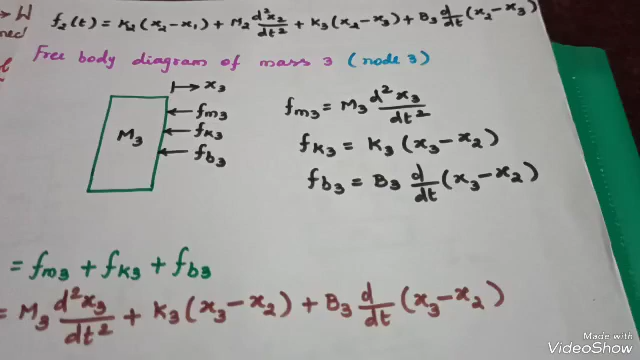 → W
f₂(t) = K₂(x₂-x₁) + M₂ d²x₂/dt² + K₃(x₂-x₃) + B₃ d/dt (x₂-x₃)
ned
Free body diagram of mass 3 (node 3)
→ x₃
M₃
fm₃
fK₃
fb₃
fm₃ = M₃ d²x₃/dt²
fK₃ = K₃ (x₃-x₂)
fb₃ = B₃ d/dt (x₃-x₂)
= fm₃ + fK₃ + fb₃
= M₃ d²x₃/dt² + K₃(x₃-x₂) + B₃ d/dt (x₃-x₂)
Made with
VideoShow